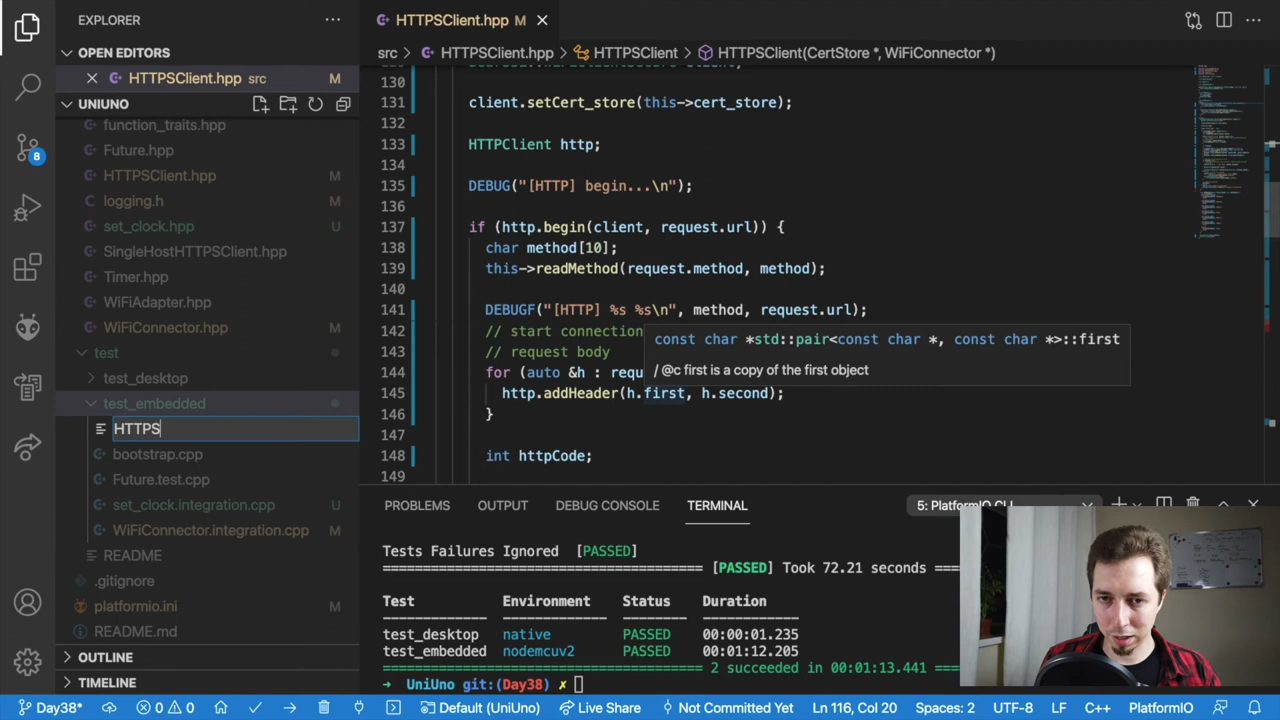 EXPLORER
OPEN EDITORS
HTTPSClient.hpp src M
UNIUNO
function_traits.hpp
Future.hpp
HTTPSClient.hpp M
logging.h
set_clock.hpp U
SingleHostHTTPSClient.hpp
Timer.hpp
WiFiAdapter.hpp
WiFiConnector.hpp M
test
test_desktop
test_embedded
HTTPS
bootstrap.cpp
Future.test.cpp
set_clock.integration.cpp U
WiFiConnector.integration.cpp M
README
.gitignore
platformio.ini M
README.md
OUTLINE
TIMELINE
8
HTTPSClient.hpp M
src HTTPSClient.hpp HTTPSClient HTTPSClient(CertStore *, WiFiConnector *)
130
131 client.setCert_store(this->cert_store);
132
133 HTTPClient http;
134
135 DEBUG("[HTTP] begin...\n");
136
137 if (http.begin(client, request.url)) {
138 char method[10];
139 this->readMethod(request.method, method);
140
141 DEBUGF("[HTTP] %s %s\n", method, request.url);
142 // start connection
143 // request body
144 for (auto &h : requ
145 http.addHeader(h.first, h.second);
146 }
147
148 int httpCode;
149
const char *std::pair<const char *, const char *>::first
/ @c first is a copy of the first object
PROBLEMS OUTPUT DEBUG CONSOLE TERMINAL 5: PlatformIO CLI
Tests Failures Ignored [PASSED]
=================================== [PASSED] Took 72.21 seconds ===
Test Environment Status Duration
test_desktop native PASSED 00:00:01.235
test_embedded nodemcuv2 PASSED 00:01:12.205
2 succeeded in 00:01:13.441
➜ UniUno git:(Day38) ✗
Day38* 0 0 Default (UniUno) Live Share Not Committed Yet Ln 116, Col 20 Spaces: 2 UTF-8 LF C++ PlatformIO